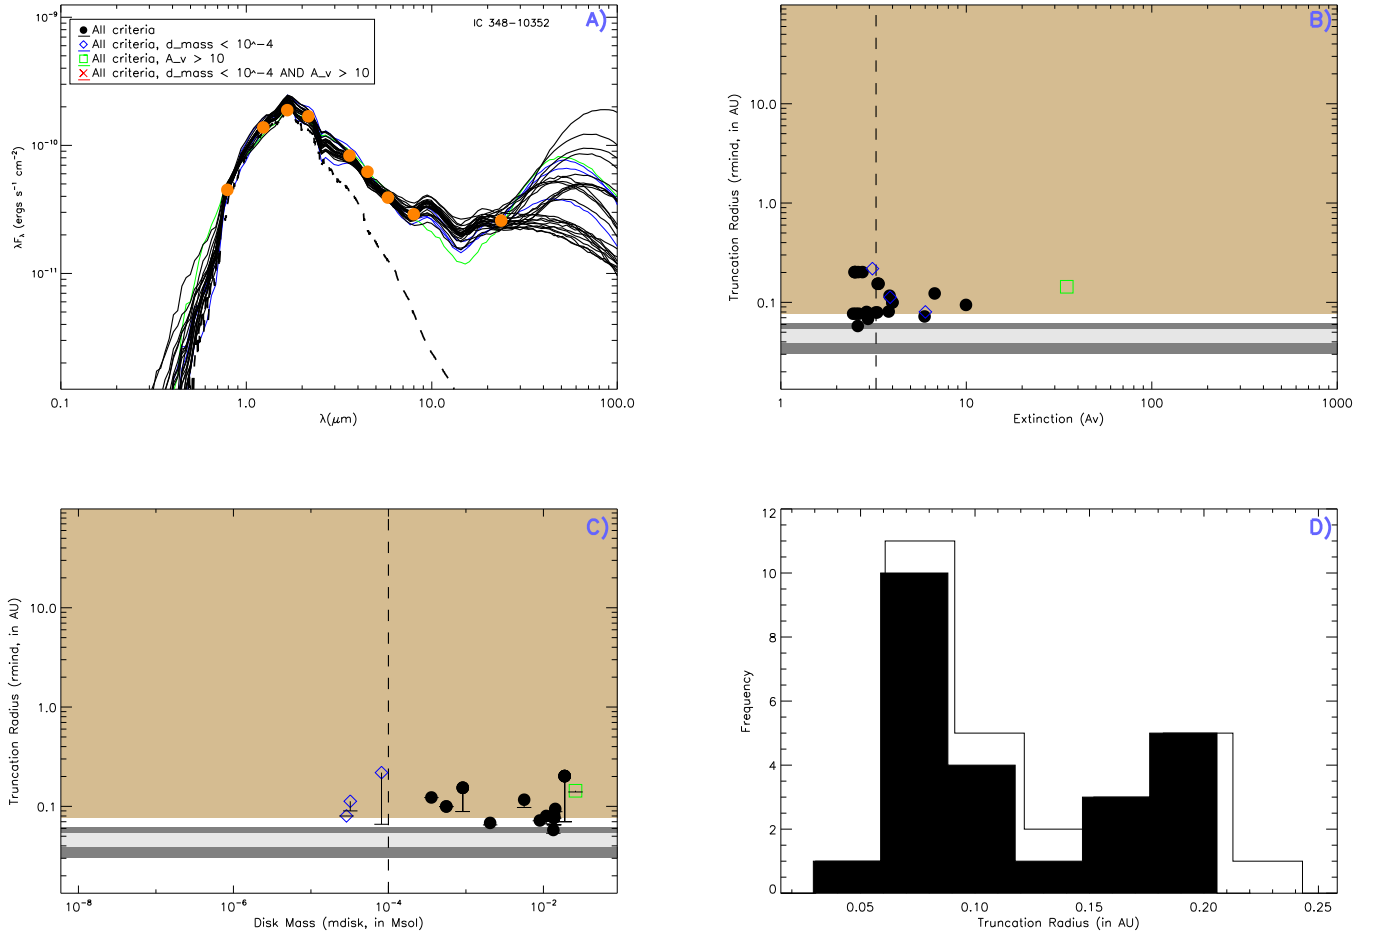 10⁻⁹
10⁻¹⁰
10⁻¹¹
λFλ (ergs s⁻¹ cm⁻²)
All criteria
All criteria, d_mass < 10^-4
All criteria, A_v > 10
All criteria, d_mass < 10^-4 AND A_v > 10
IC 348-10352
A)
0.1 1.0 10.0 100.0
λ(μm)
B)
10.0
1.0
0.1
Truncation Radius (rmind, in AU)
1 10 100 1000
Extinction (Av)
C)
10.0
1.0
0.1
Truncation Radius (rmind, in AU)
10⁻⁸ 10⁻⁶ 10⁻⁴ 10⁻²
Disk Mass (mdisk, in Msol)
D)
12
10
8
6
4
2
0
Frequency
0.05 0.10 0.15 0.20 0.25
Truncation Radius (in AU)